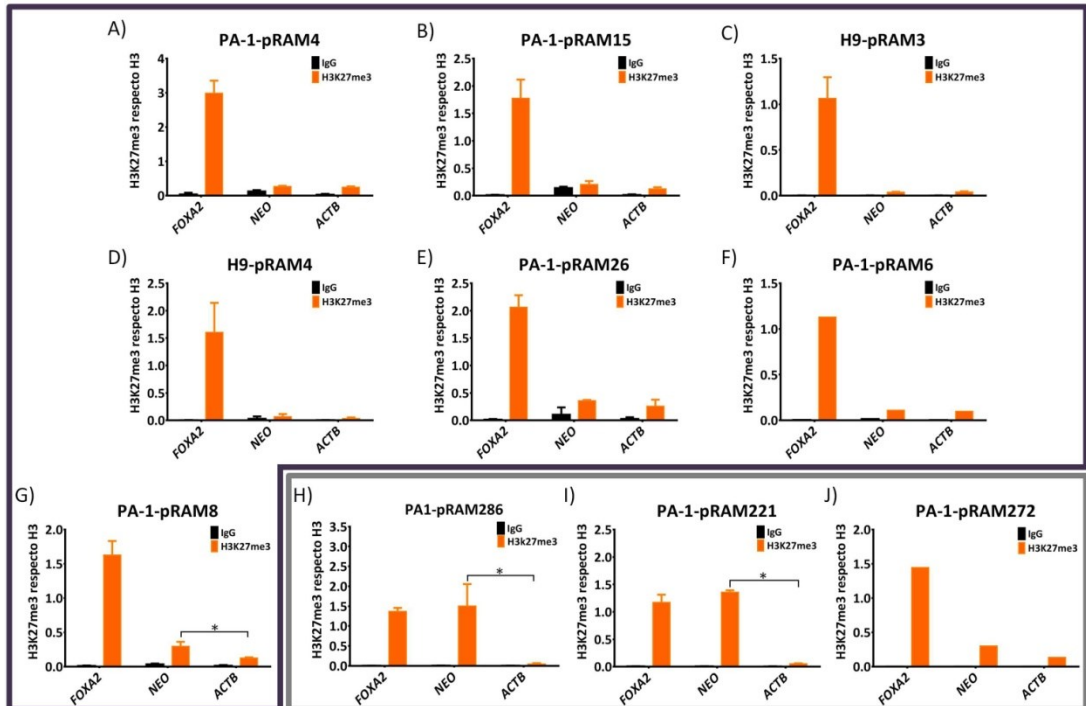 A)
PA-1-pRAM4
H3K27me3 respecto H3
4
3
2
1
0
IgG
H3K27me3
FOXA2
NEO
ACTB
B)
PA-1-pRAM15
H3K27me3 respecto H3
2.5
2.0
1.5
1.0
0.5
0.0
IgG
H3K27me3
FOXA2
NEO
ACTB
C)
H9-pRAM3
H3K27me3 respecto H3
1.5
1.0
0.5
0.0
IgG
H3K27me3
FOXA2
NEO
ACTB
D)
H9-pRAM4
H3K27me3 respecto H3
2.5
2.0
1.5
1.0
0.5
0.0
IgG
H3K27me3
FOXA2
NEO
ACTB
E)
PA-1-pRAM26
H3K27me3 respecto H3
2.5
2.0
1.5
1.0
0.5
0.0
IgG
H3K27me3
FOXA2
NEO
ACTB
F)
PA-1-pRAM6
H3K27me3 respecto H3
1.5
1.0
0.5
0.0
IgG
H3K27me3
FOXA2
NEO
ACTB
G)
PA-1-pRAM8
H3K27me3 respecto H3
2.0
1.5
1.0
0.5
0.0
IgG
H3K27me3
*
FOXA2
NEO
ACTB
H)
PA1-pRAM286
H3K27me3 respecto H3
3.5
3.0
2.5
2.0
1.5
1.0
0.5
0.0
IgG
H3k27me3
*
FOXA2
NEO
ACTB
I)
PA-1-pRAM221
H3K27me3 respecto H3
2.5
2.0
1.5
1.0
0.5
0.0
IgG
H3K27me3
*
FOXA2
NEO
ACTB
J)
PA-1-pRAM272
H3K27me3 respecto H3
2.0
1.5
1.0
0.5
0.0
IgG
H3K27me3
FOXA2
NEO
ACTB